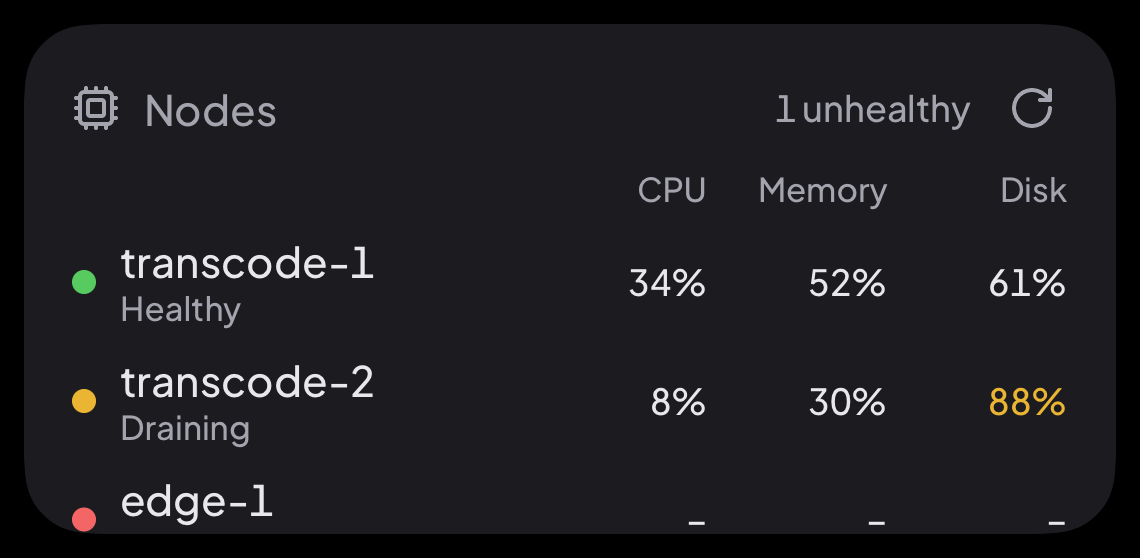 Nodes 1 unhealthy
CPU Memory Disk
transcode-1 34% 52% 61%
Healthy
transcode-2 8% 30% 88%
Draining
edge-1 – – –